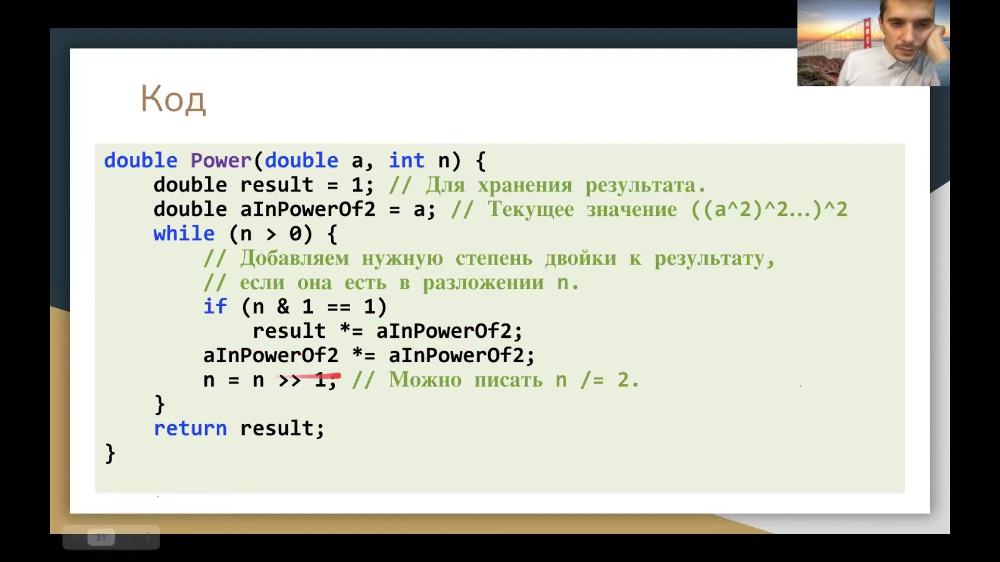 Код
double Power(double a, int n) {
double result = 1; // Для хранения результата.
double aInPowerOf2 = a; // Текущее значение ((a^2)^2...)^2
while (n > 0) {
// Добавляем нужную степень двойки к результату,
// если она есть в разложении n.
if (n & 1 == 1)
result *= aInPowerOf2;
aInPowerOf2 *= aInPowerOf2;
n = n >> 1; // Можно писать n /= 2.
}
return result;
}
31